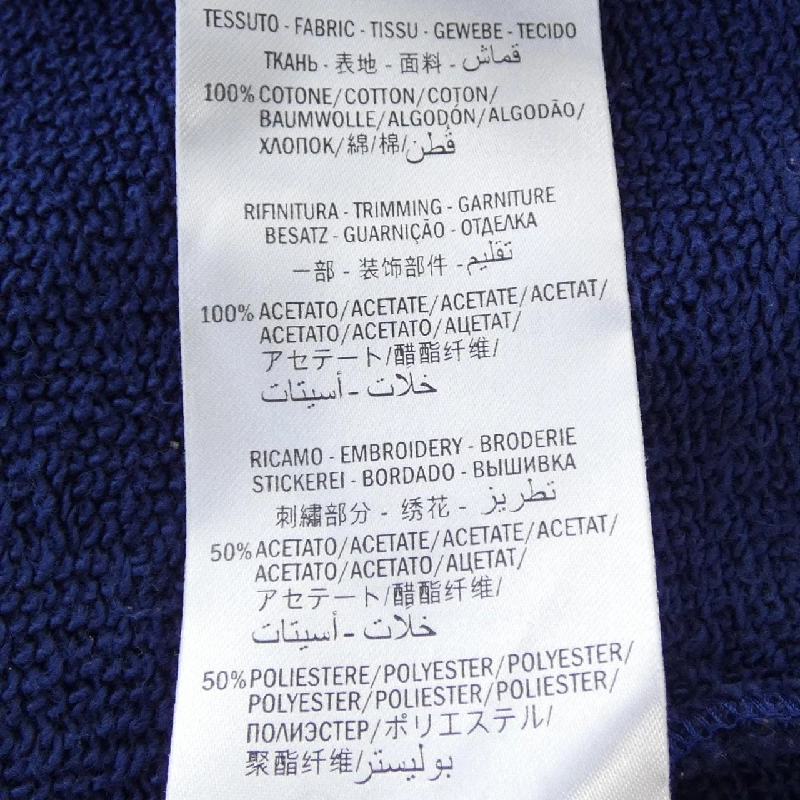 TESSUTO - FABRIC - TISSU - GEWEBE - TECIDO
ТКАНЬ - 表地 - 面料 - قماش
100% COTONE/COTTON/COTON/
BAUMWOLLE/ALGODÓN/ALGODÃO/
ХЛОПОК/綿/棉/قطن
RIFINITURA - TRIMMING - GARNITURE
BESATZ - GUARNIÇÃO - ОТДЕЛКА
一部 - 装饰部件 - تقليم
100% ACETATO/ACETATE/ACETATE/ACETAT/
ACETATO/ACETATO/АЦЕТАТ/
アセテート/醋酯纤维/
خلات - أسيتات
RICAMO - EMBROIDERY - BRODERIE
STICKEREI - BORDADO - ВЫШИВКА
刺繍部分 - 绣花 - تطريز
50% ACETATO/ACETATE/ACETATE/ACETAT/
ACETATO/ACETATO/АЦЕТАТ/
アセテート/醋酯纤维/
خلات - أسيتات
50% POLIESTERE/POLYESTER/POLYESTER/
POLYESTER/POLIESTER/POLIESTER/
ПОЛИЭСТЕР/ポリエステル/
聚酯纤维/بوليستر